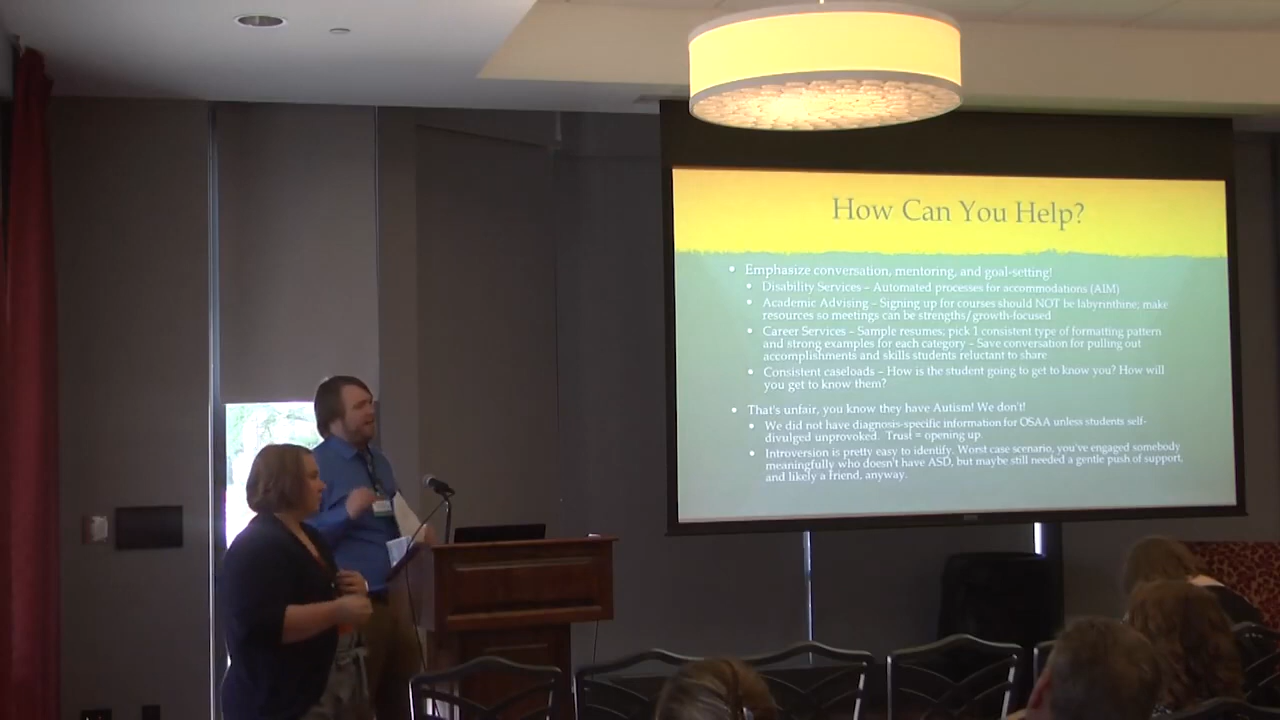 How Can You Help?
• Emphasize conversation, mentoring, and goal-setting!
• Disability Services – Automated processes for accommodations (AIM)
• Academic Advising – Signing up for courses should NOT be labyrinthine; make
resources so meetings can be strengths/growth-focused
• Career Services – Sample resumes; pick 1 consistent type of formatting pattern
and strong examples for each category – Save conversation for pulling out
accomplishments and skills students reluctant to share
• Consistent caseloads – How is the student going to get to know you? How will
you get to know them?
• That's unfair, you know they have Autism! We don't!
• We did not have diagnosis-specific information for OSAA unless students self-
divulged unprovoked. Trust = opening up.
• Introversion is pretty easy to identify. Worst case scenario, you've engaged somebody
meaningfully who doesn't have ASD, but maybe still needed a gentle push of support,
and likely a friend, anyway.